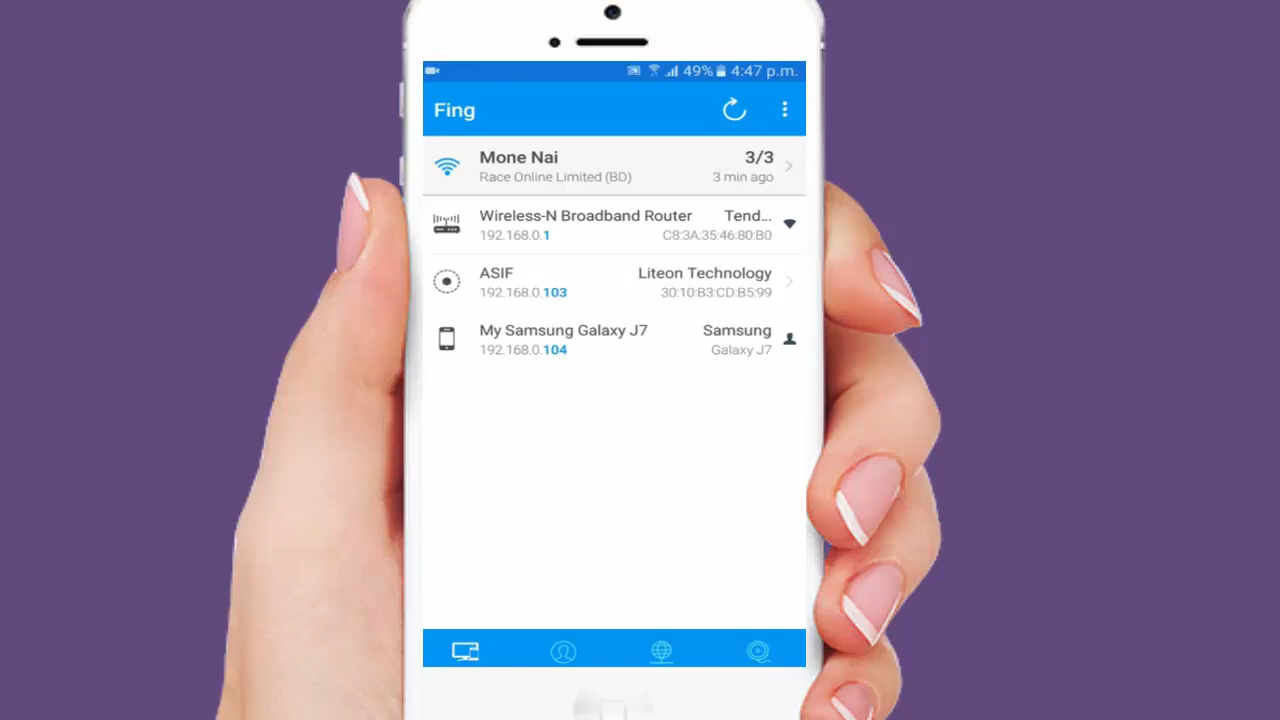 49% 4:47 p.m.
Fing
Mone Nai 3/3
Race Online Limited (BD) 3 min ago
Wireless-N Broadband Router Tend...
192.168.0.1 C8:3A:35:46:80:B0
ASIF Liteon Technology
192.168.0.103 30:10:B3:CD:B5:99
My Samsung Galaxy J7 Samsung
192.168.0.104 Galaxy J7